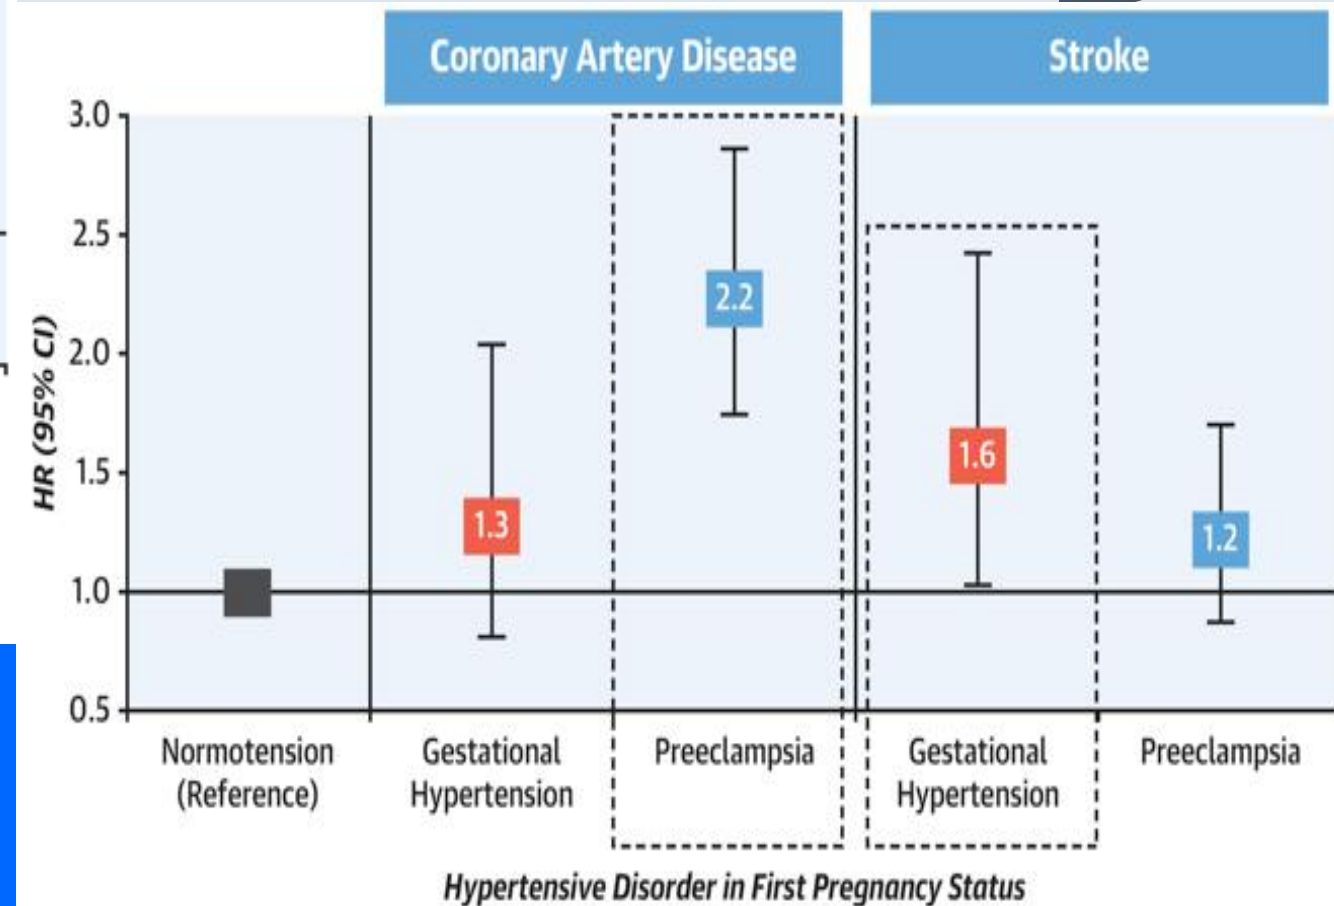 Coronary Artery Disease
Stroke
HR (95% CI)
3.0
2.5
2.0
1.5
1.0
0.5
1.3
2.2
1.6
1.2
Normotension
(Reference)
Gestational
Hypertension
Preeclampsia
Gestational
Hypertension
Preeclampsia
Hypertensive Disorder in First Pregnancy Status